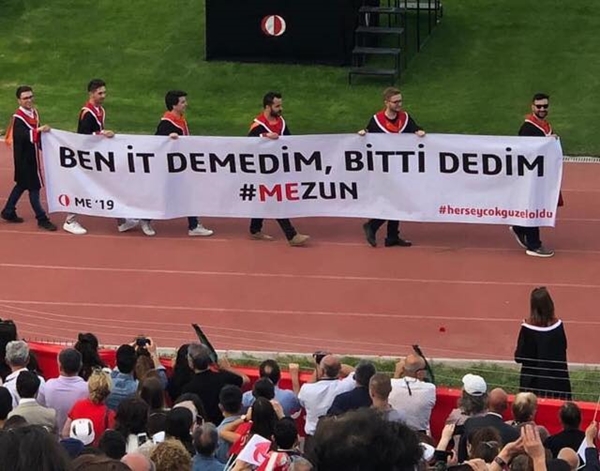 BEN İT DEMEDİM, BİTTİ DEDİM
#MEZUN
ME '19
#herseycokguzeloldu